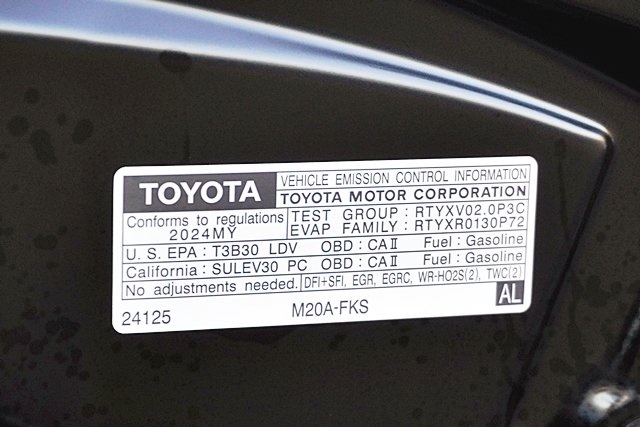 TOYOTA VEHICLE EMISSION CONTROL INFORMATION
TOYOTA MOTOR CORPORATION
Conforms to regulations
2024MY
TEST GROUP : RTYXV02.0P3C
EVAP FAMILY : RTYXR0130P72
U. S. EPA : T3B30 LDV OBD : CAⅡ Fuel : Gasoline
California : SULEV30 PC OBD : CAⅡ Fuel : Gasoline
No adjustments needed. DFI+SFI, EGR, EGRC, WR-HO2S(2), TWC(2)
24125 M20A-FKS AL